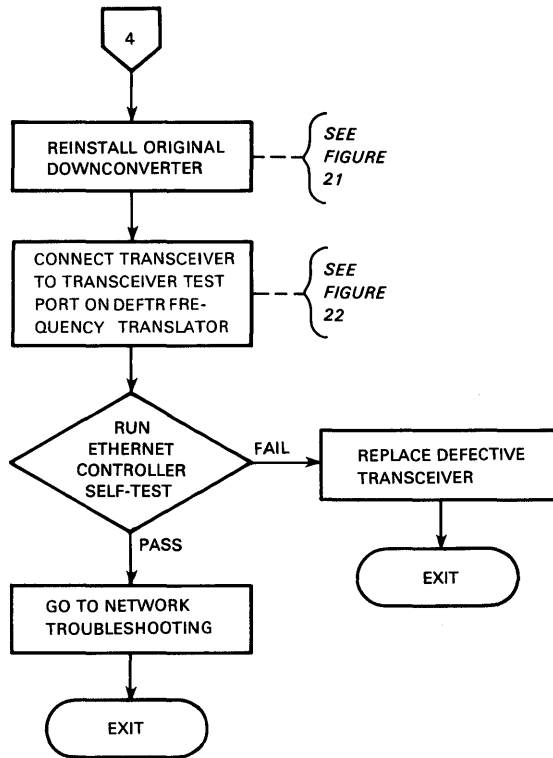 4
REINSTALL ORIGINAL
DOWNCONVERTER
SEE
FIGURE
21
CONNECT TRANSCEIVER
TO TRANSCEIVER TEST
PORT ON DEFTR FRE-
QUENCY TRANSLATOR
SEE
FIGURE
22
RUN
ETHERNET
CONTROLLER
SELF-TEST
FAIL
REPLACE DEFECTIVE
TRANSCEIVER
EXIT
PASS
GO TO NETWORK
TROUBLESHOOTING
EXIT